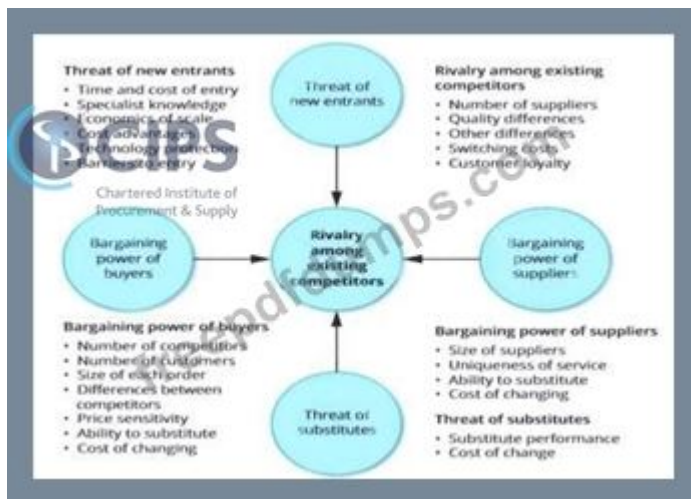 Threat of new entrants
• Time and cost of entry
• Specialist knowledge
• Economics of scale
• Cost advantages
• Technology protection
• Barriers to entry
Threat of
new entrants
Rivalry among existing
competitors
• Number of suppliers
• Quality differences
• Other differences
• Switching costs
• Customer loyalty
Chartered Institute of
Procurement & Supply
Bargaining
power of
buyers
Rivalry
among
existing
competitors
Bargaining
power of
suppliers
Bargaining power of buyers
• Number of competitors
• Number of customers
• Size of each order
• Differences between
competitors
• Price sensitivity
• Ability to substitute
• Cost of changing
Threat of
substitutes
Bargaining power of suppliers
• Size of suppliers
• Uniqueness of service
• Ability to substitute
• Cost of changing
Threat of substitutes
• Substitute performance
• Cost of change